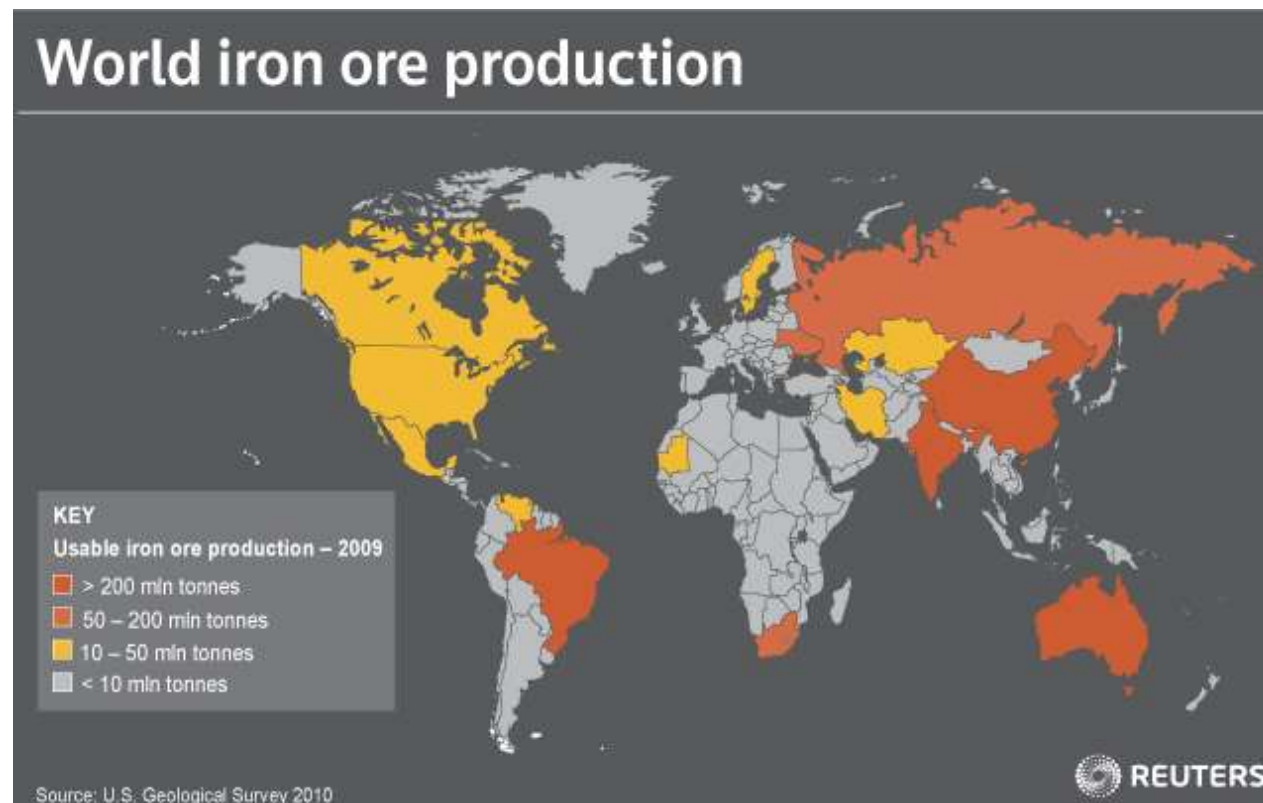 World iron ore production
KEY
Usable iron ore production – 2009
> 200 mln tonnes
50 – 200 mln tonnes
10 – 50 mln tonnes
< 10 mln tonnes
Source: U.S. Geological Survey 2010
REUTERS